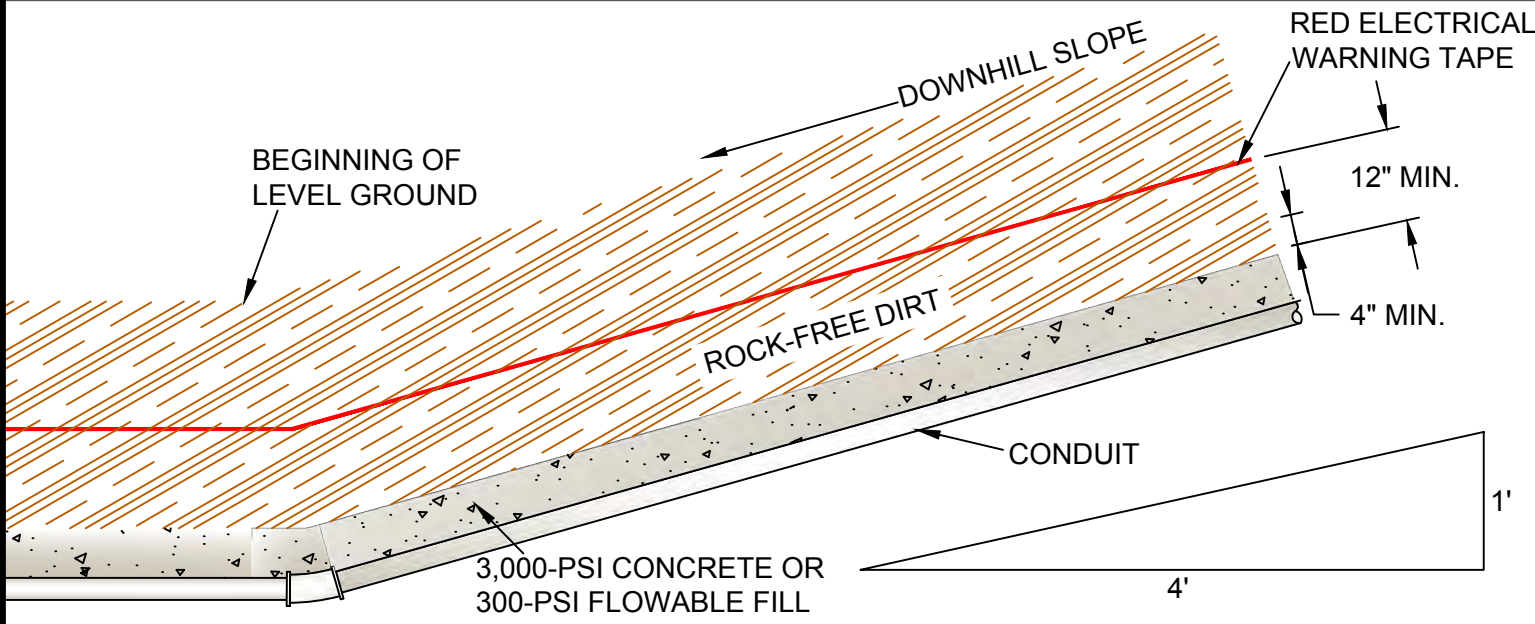 RED ELECTRICAL
WARNING TAPE
DOWNHILL SLOPE
BEGINNING OF
LEVEL GROUND
12" MIN.
ROCK-FREE DIRT
4" MIN.
CONDUIT
1'
3,000-PSI CONCRETE OR
300-PSI FLOWABLE FILL
4'